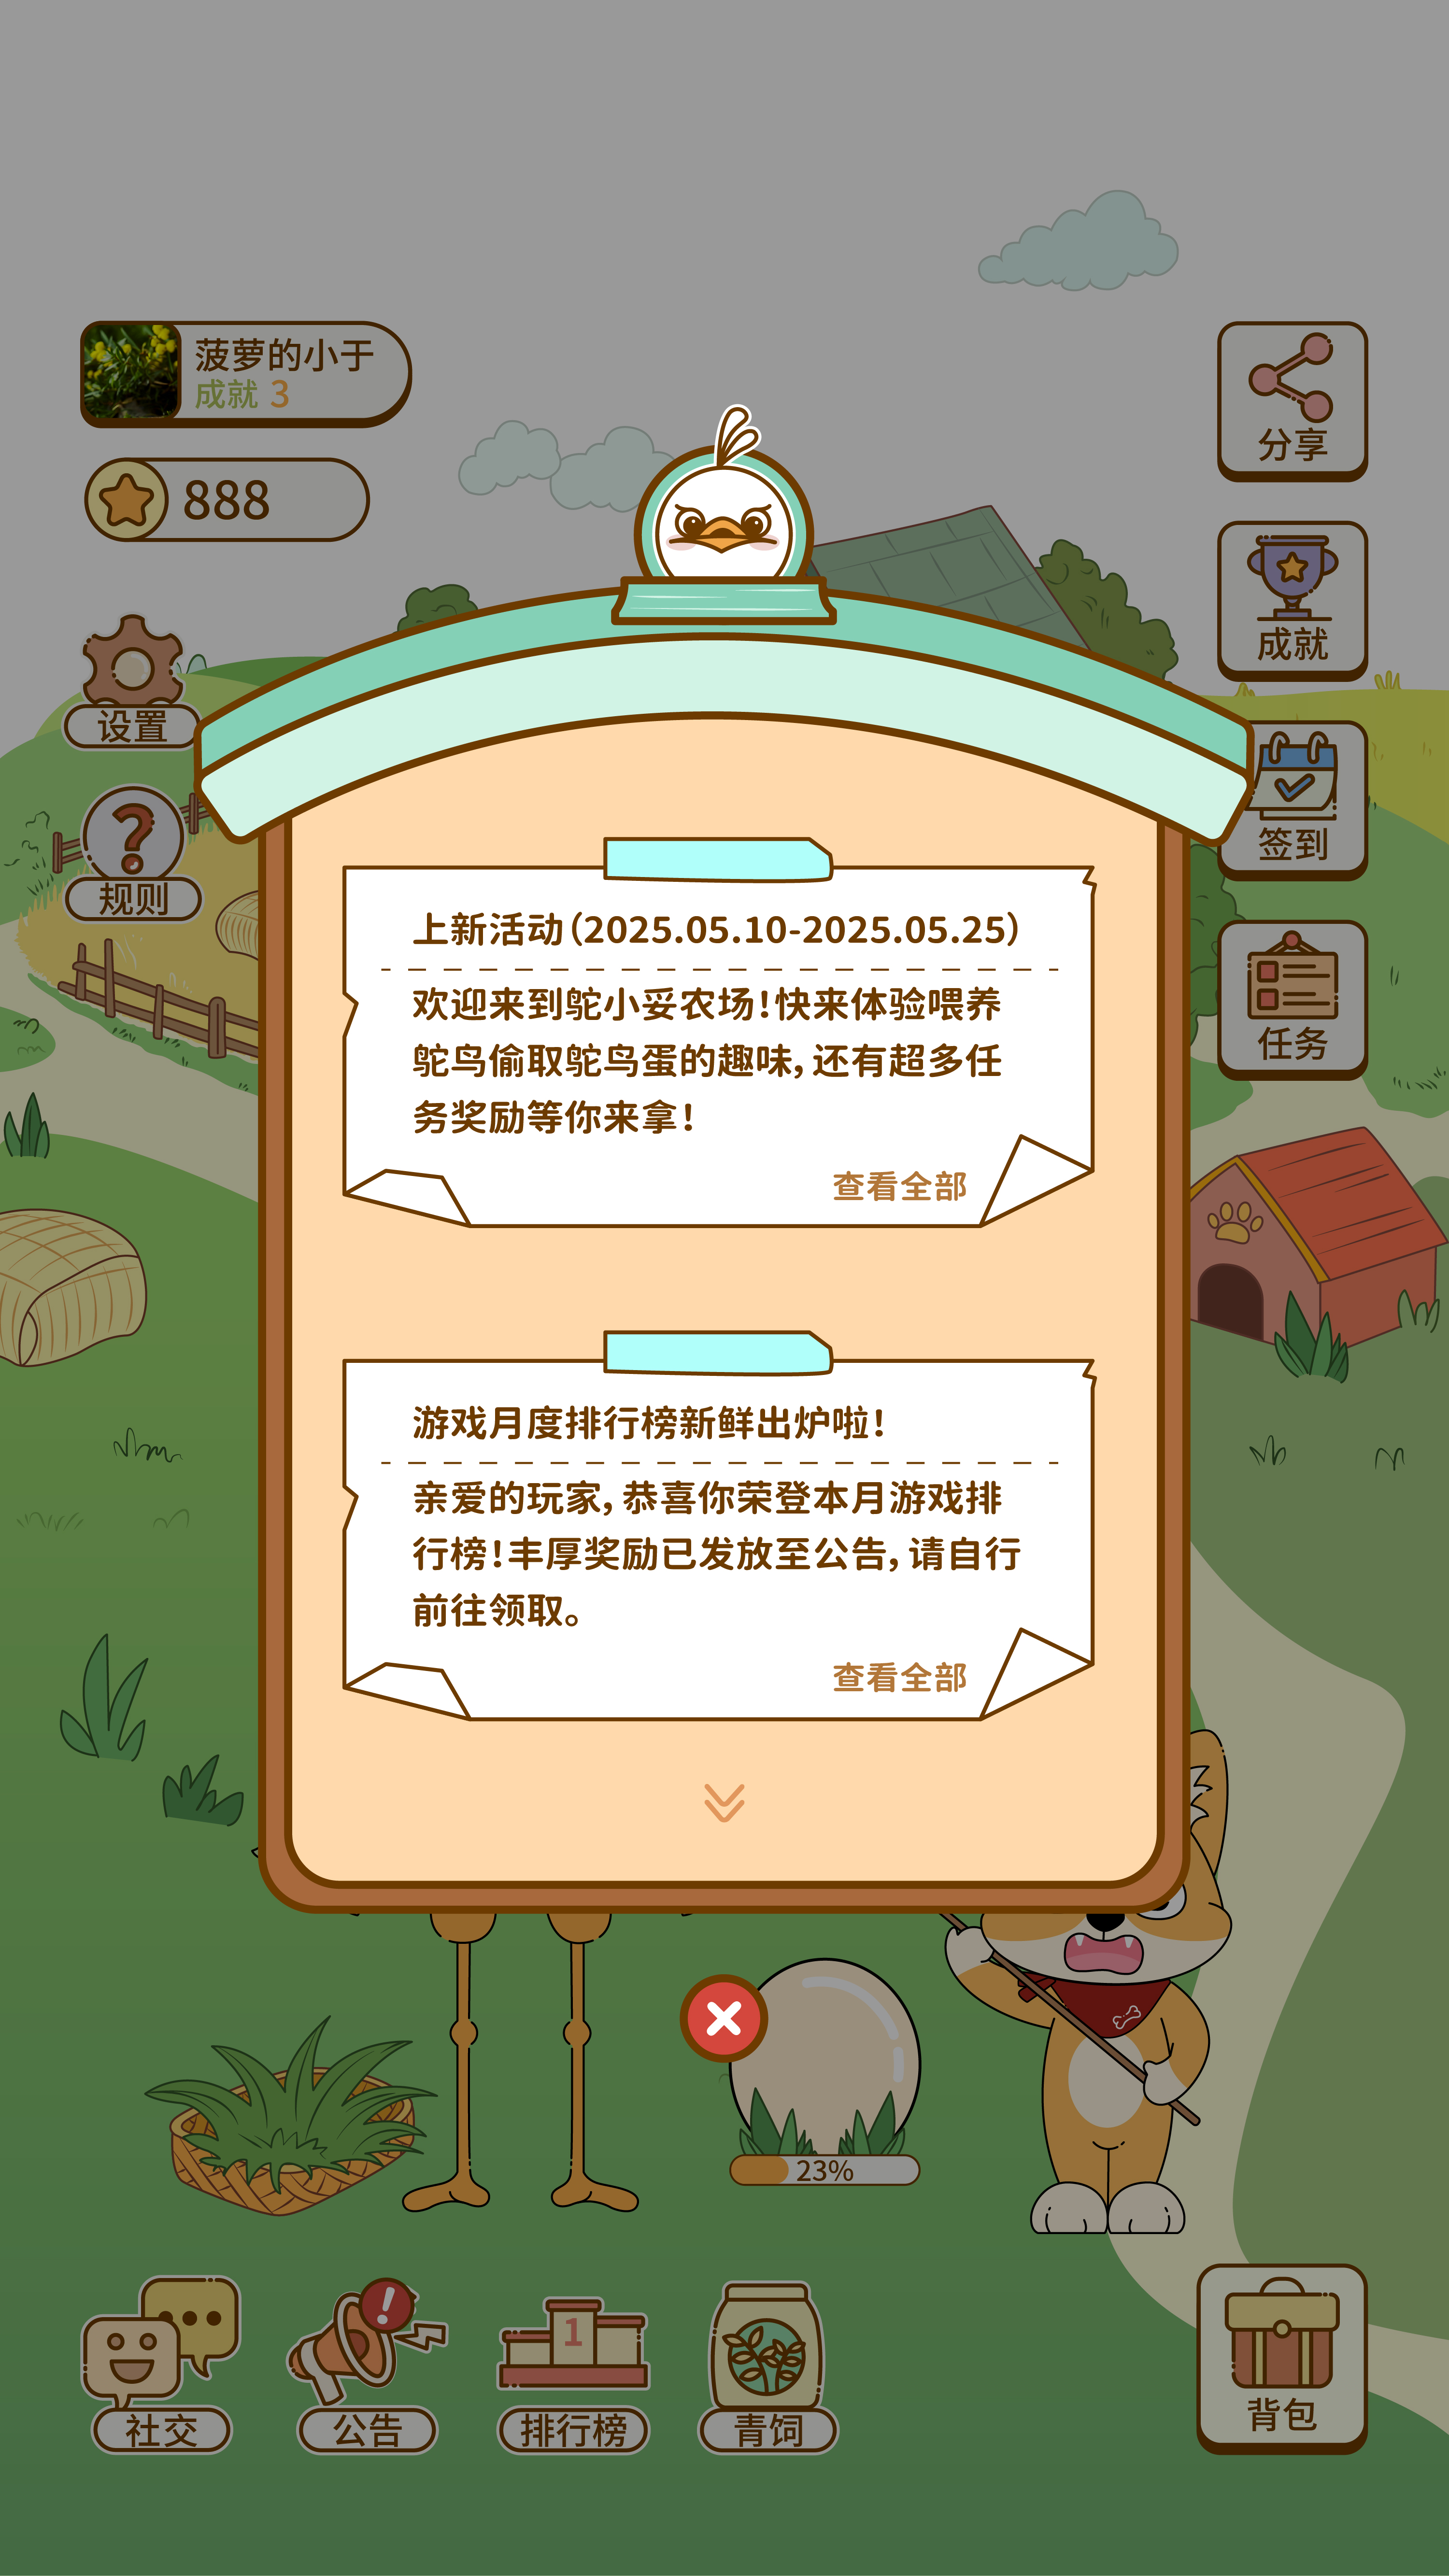 菠萝的小于
成就 3
888
分享
成就
设置
签到
规则
任务
上新活动(2025.05.10-2025.05.25)
欢迎来到鸵小妥农场!快来体验喂养
鸵鸟偷取鸵鸟蛋的趣味,还有超多任
务奖励等你来拿!
查看全部
游戏月度排行榜新鲜出炉啦!
亲爱的玩家,恭喜你荣登本月游戏排
行榜!丰厚奖励已发放至公告,请自行
前往领取。
查看全部
23%
1
社交
公告
排行榜
青饲
背包